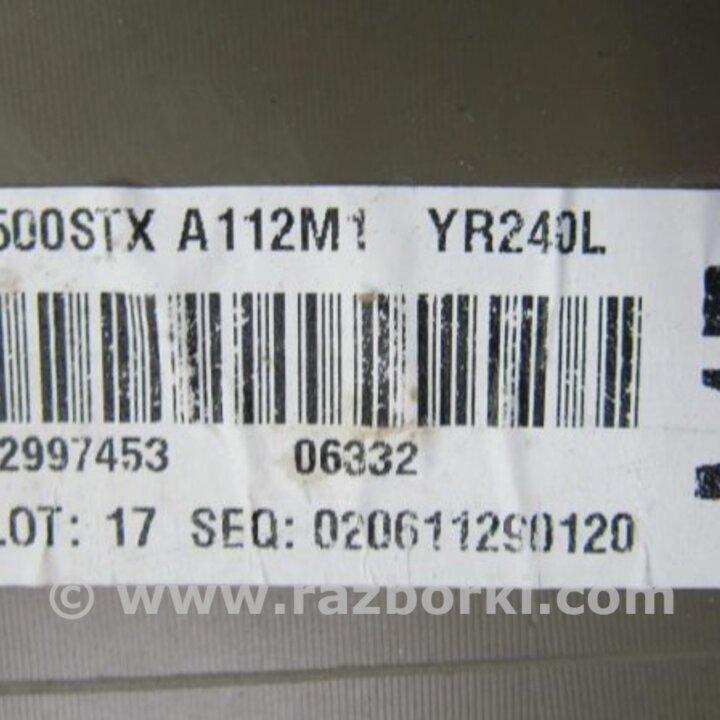 500STX A112M1 YR240L
2997453 06332
LOT: 17 SEQ: 020611290120
© www.razborki.com